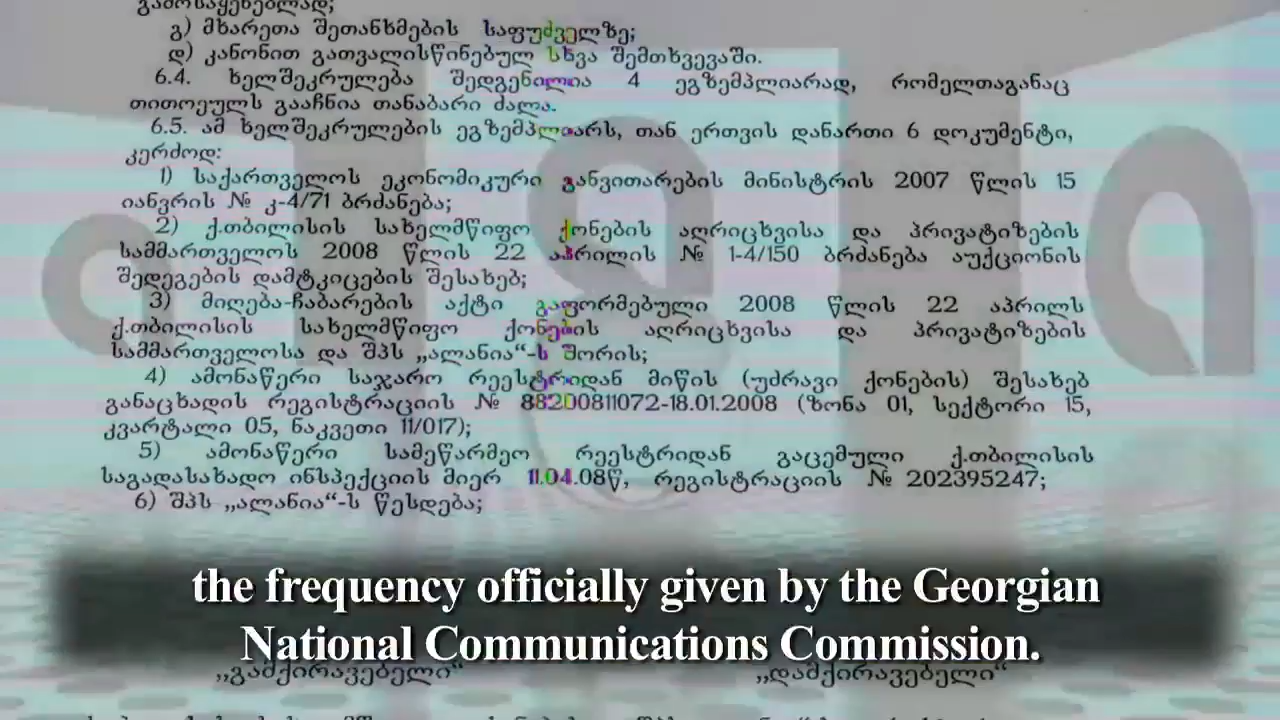 გამოსაყენებლად;
გ) მხარეთა შეთანხმების საფუძველზე;
დ) კანონით გათვალისწინებულ სხვა შემთხვევაში.
6.4. ხელშეკრულება შედგენილია 4 ეგზემპლიარად, რომელთაგანაც
თითოეულს გააჩნია თანაბარი ძალა.
6.5. ამ ხელშეკრულების ეგზემპლიარს, თან ერთვის დანართი 6 დოკუმენტი,
კერძოდ:
1) საქართველოს ეკონომიკური განვითარების მინისტრის 2007 წლის 15
იანვრის № კ-4/71 ბრძანება;
2) ქ.თბილისის სახელმწიფო ქონების აღრიცხვისა და პრივატიზების
სამმართველოს 2008 წლის 22 აპრილის № 1-4/150 ბრძანება აუქციონის
შედეგების დამტკიცების შესახებ;
3) მიღება-ჩაბარების აქტი გაფორმებული 2008 წლის 22 აპრილს
ქ.თბილისის სახელმწიფო ქონების აღრიცხვისა და პრივატიზების
სამმართველოსა და შპს „ალანია“-ს შორის;
4) ამონაწერი საჯარო რეესტრიდან მიწის (უძრავი ქონების) შესახებ
განაცხადის რეგისტრაციის № 88200811072-18.01.2008 (ზონა 01, სექტორი 15,
კვარტალი 05, ნაკვეთი 11/017);
5) ამონაწერი სამეწარმეო რეესტრიდან გაცემული ქ.თბილისის
საგადასახადო ინსპექციის მიერ 11.04.08წ, რეგისტრაციის № 202395247;
6) შპს „ალანია“-ს წესდება;
the frequency officially given by the Georgian
National Communications Commission.
„გამქირავებელი“ „დამქირავებელი“